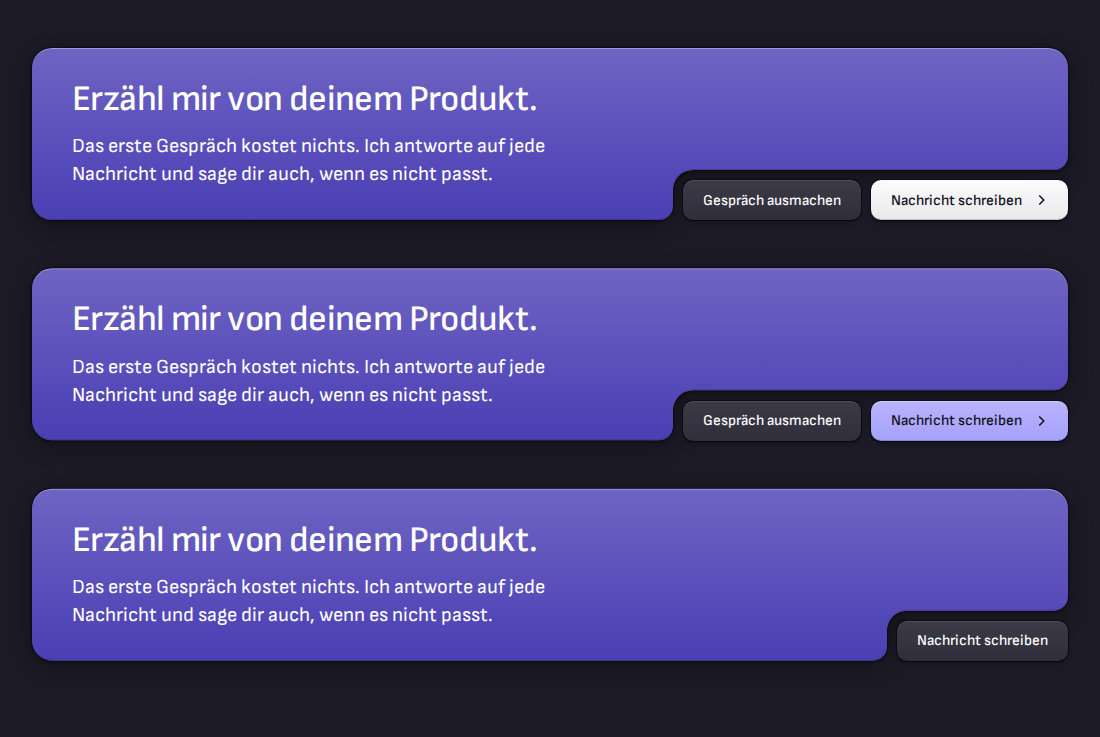 Erzähl mir von deinem Produkt.
Das erste Gespräch kostet nichts. Ich antworte auf jede
Nachricht und sage dir auch, wenn es nicht passt.
Gespräch ausmachen
Nachricht schreiben
Erzähl mir von deinem Produkt.
Das erste Gespräch kostet nichts. Ich antworte auf jede
Nachricht und sage dir auch, wenn es nicht passt.
Gespräch ausmachen
Nachricht schreiben
Erzähl mir von deinem Produkt.
Das erste Gespräch kostet nichts. Ich antworte auf jede
Nachricht und sage dir auch, wenn es nicht passt.
Nachricht schreiben